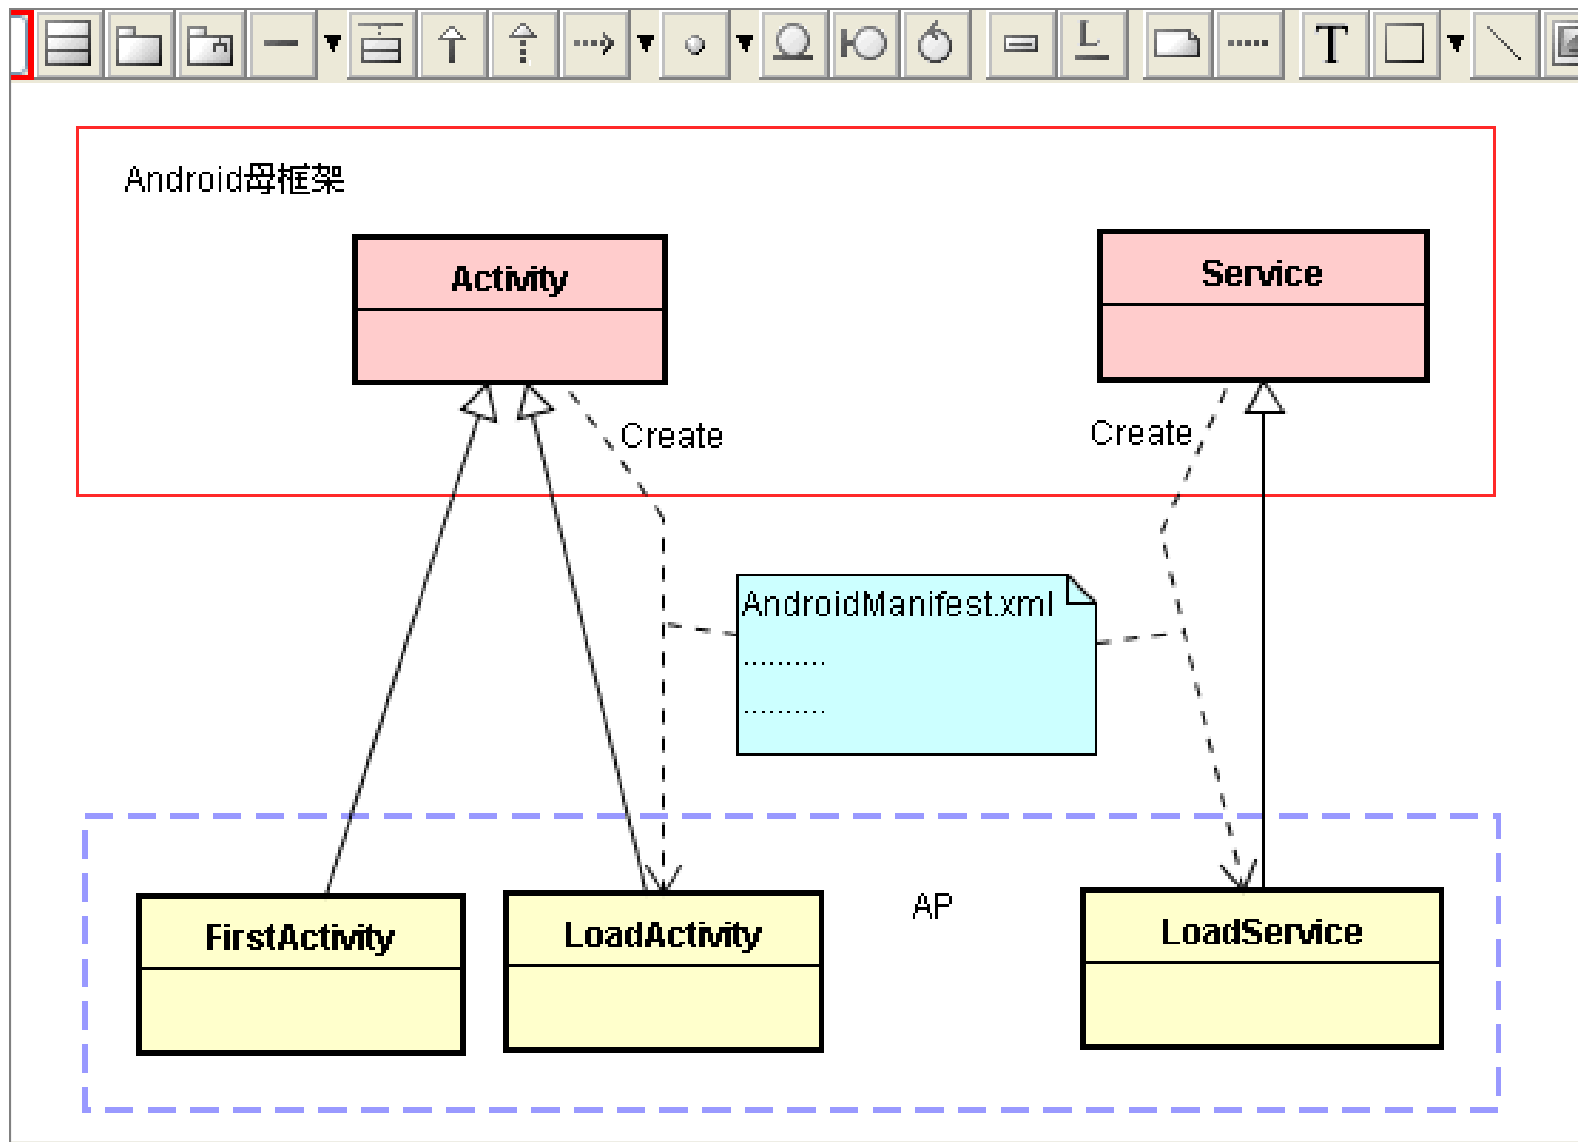 L
T
Android母框架
Activity
Service
Create
Create
AndroidManifest.xml
..........
..........
AP
FirstActivity
LoadActivity
LoadService